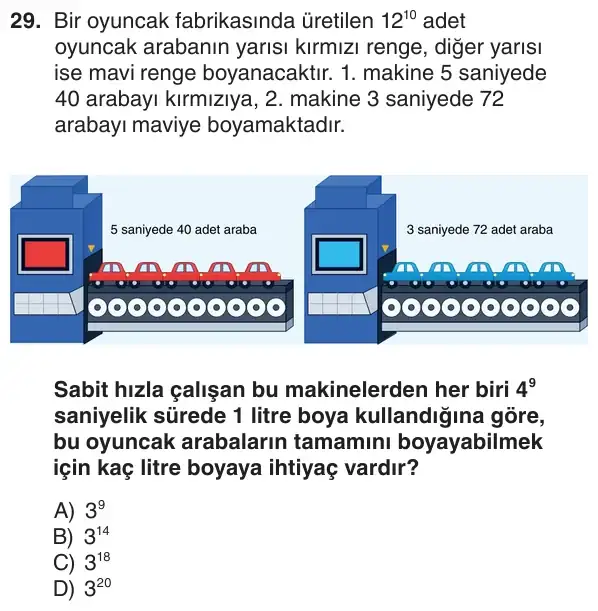 29. Bir oyuncak fabrikasında üretilen 12¹⁰ adet
oyuncak arabanın yarısı kırmızı renge, diğer yarısı
ise mavi renge boyanacaktır. 1. makine 5 saniyede
40 arabayı kırmızıya, 2. makine 3 saniyede 72
arabayı maviye boyamaktadır.
5 saniyede 40 adet araba
3 saniyede 72 adet araba
Sabit hızla çalışan bu makinelerden her biri 4⁹
saniyelik sürede 1 litre boya kullandığına göre,
bu oyuncak arabaların tamamını boyayabilmek
için kaç litre boyaya ihtiyaç vardır?
A) 3⁹
B) 3¹⁴
C) 3¹⁸
D) 3²⁰